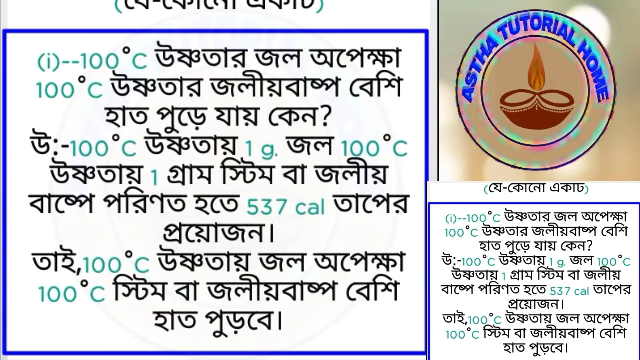 (যে-কোনো একটি)
(i)--100°C উষ্ণতার জল অপেক্ষা
100°C উষ্ণতার জলীয়বাষ্প বেশি
হাত পুড়ে যায় কেন?
উ:-100°C উষ্ণতায় 1 g. জল 100°C
উষ্ণতায় 1 গ্রাম স্টিম বা জলীয়
বাষ্পে পরিণত হতে 537 cal তাপের
প্রয়োজন।
তাই,100°C উষ্ণতায় জল অপেক্ষা
100°C স্টিম বা জলীয়বাষ্প বেশি
হাত পুড়বে।
ASTHA TUTORIAL HOME
(যে-কোনো একটি)
(i)--100°C উষ্ণতার জল অপেক্ষা
100°C উষ্ণতার জলীয়বাষ্প বেশি
হাত পুড়ে যায় কেন?
উ:-100°C উষ্ণতায় 1 g. জল 100°C
উষ্ণতায় 1 গ্রাম স্টিম বা জলীয়
বাষ্পে পরিণত হতে 537 cal তাপের
প্রয়োজন।
তাই,100°C উষ্ণতায় জল অপেক্ষা
100°C স্টিম বা জলীয়বাষ্প বেশি
হাত পুড়বে।